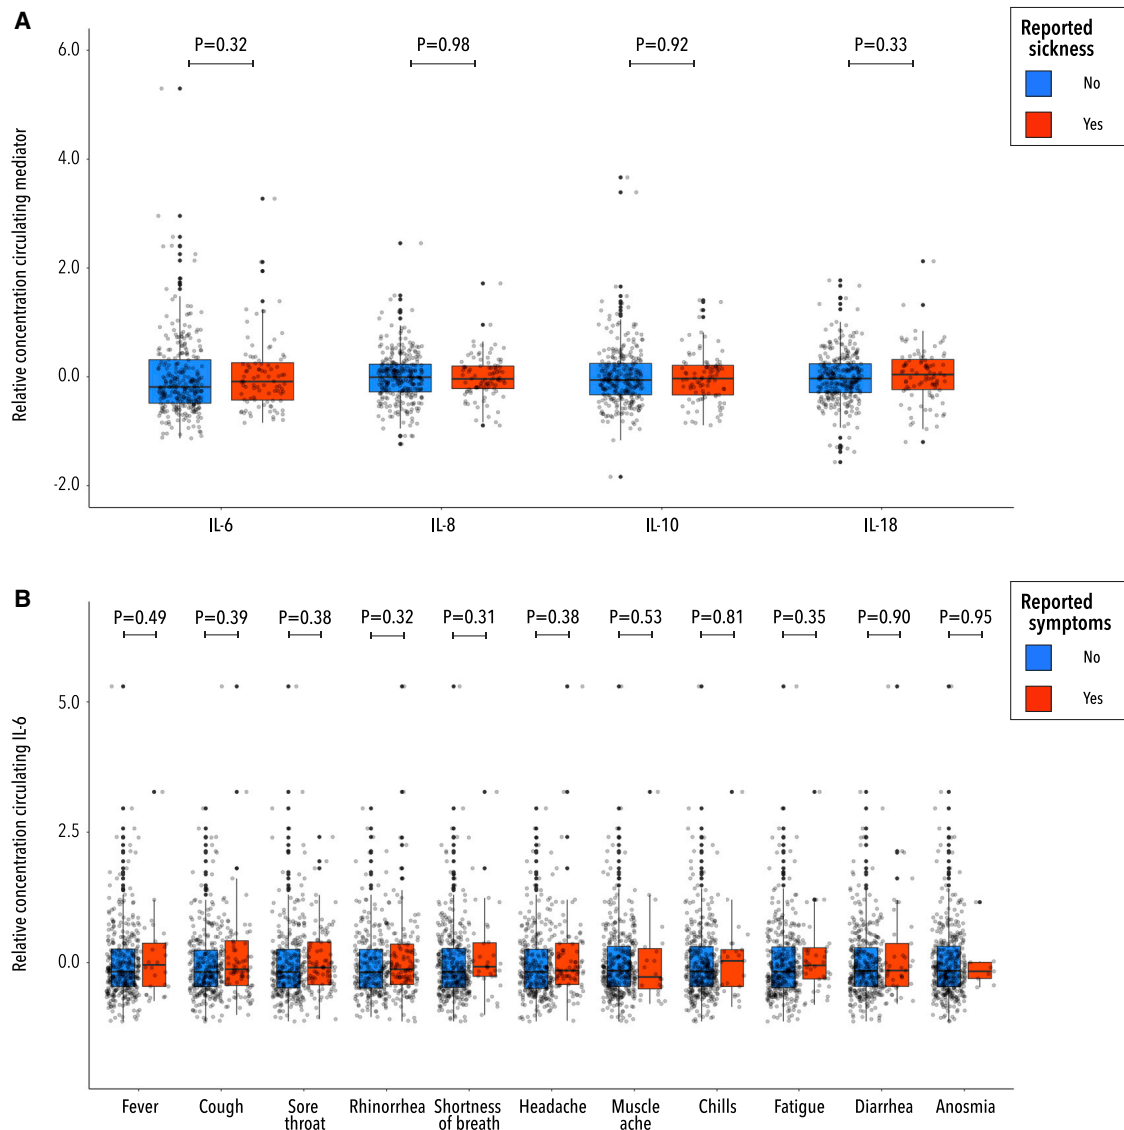 A
P=0.32 P=0.98 P=0.92 P=0.33
Reported
sickness
No
Yes
Relative concentration circulating mediator
6.0
4.0
2.0
0.0
-2.0
IL-6 IL-8 IL-10 IL-18
B
P=0.49 P=0.39 P=0.38 P=0.32 P=0.31 P=0.38 P=0.53 P=0.81 P=0.35 P=0.90 P=0.95
Reported
symptoms
No
Yes
Relative concentration circulating IL-6
5.0
2.5
0.0
Fever Cough Sore Rhinorrhea Shortness Headache Muscle Chills Fatigue Diarrhea Anosmia
throat of breath ache